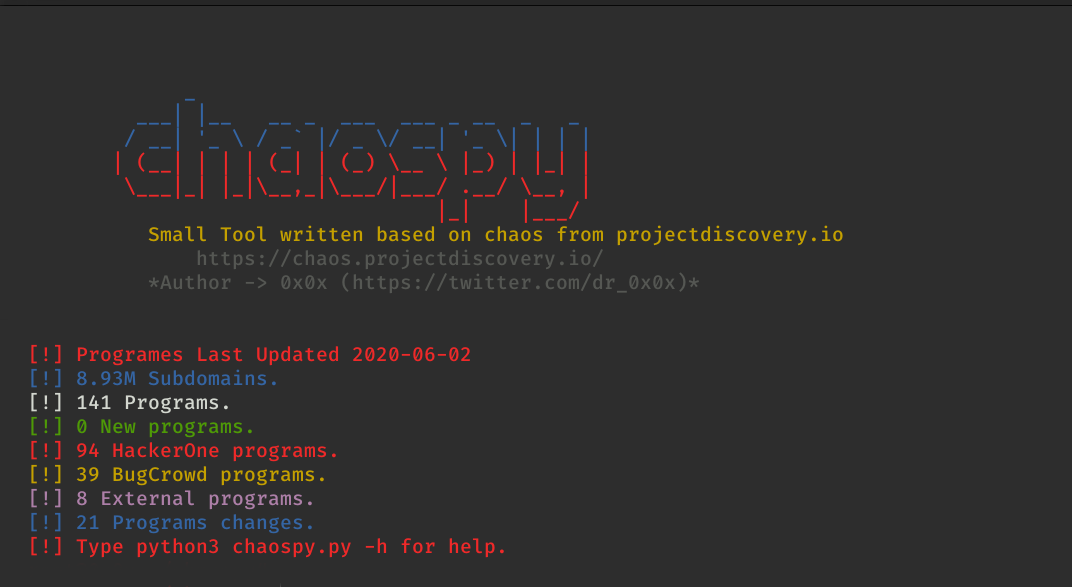 chaospy
Small Tool written based on chaos from projectdiscovery.io
https://chaos.projectdiscovery.io/
*Author -> 0x0x (https://twitter.com/dr_0x0x)*
[!] Programes Last Updated 2020-06-02
[!] 8.93M Subdomains.
[!] 141 Programs.
[!] 0 New programs.
[!] 94 HackerOne programs.
[!] 39 BugCrowd programs.
[!] 8 External programs.
[!] 21 Programs changes.
[!] Type python3 chaospy.py -h for help.